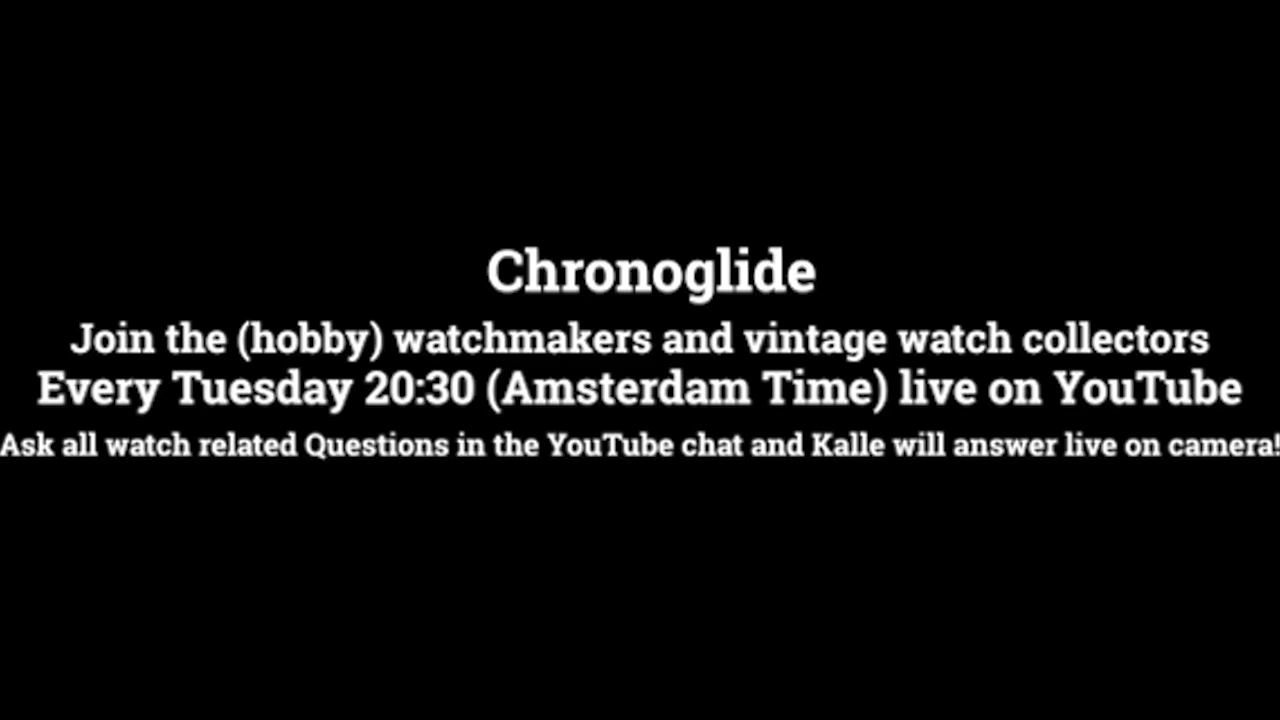 Chronoglide
Join the (hobby) watchmakers and vintage watch collectors
Every Tuesday 20:30 (Amsterdam Time) live on YouTube
Ask all watch related Questions in the YouTube chat and Kalle will answer live on camera!